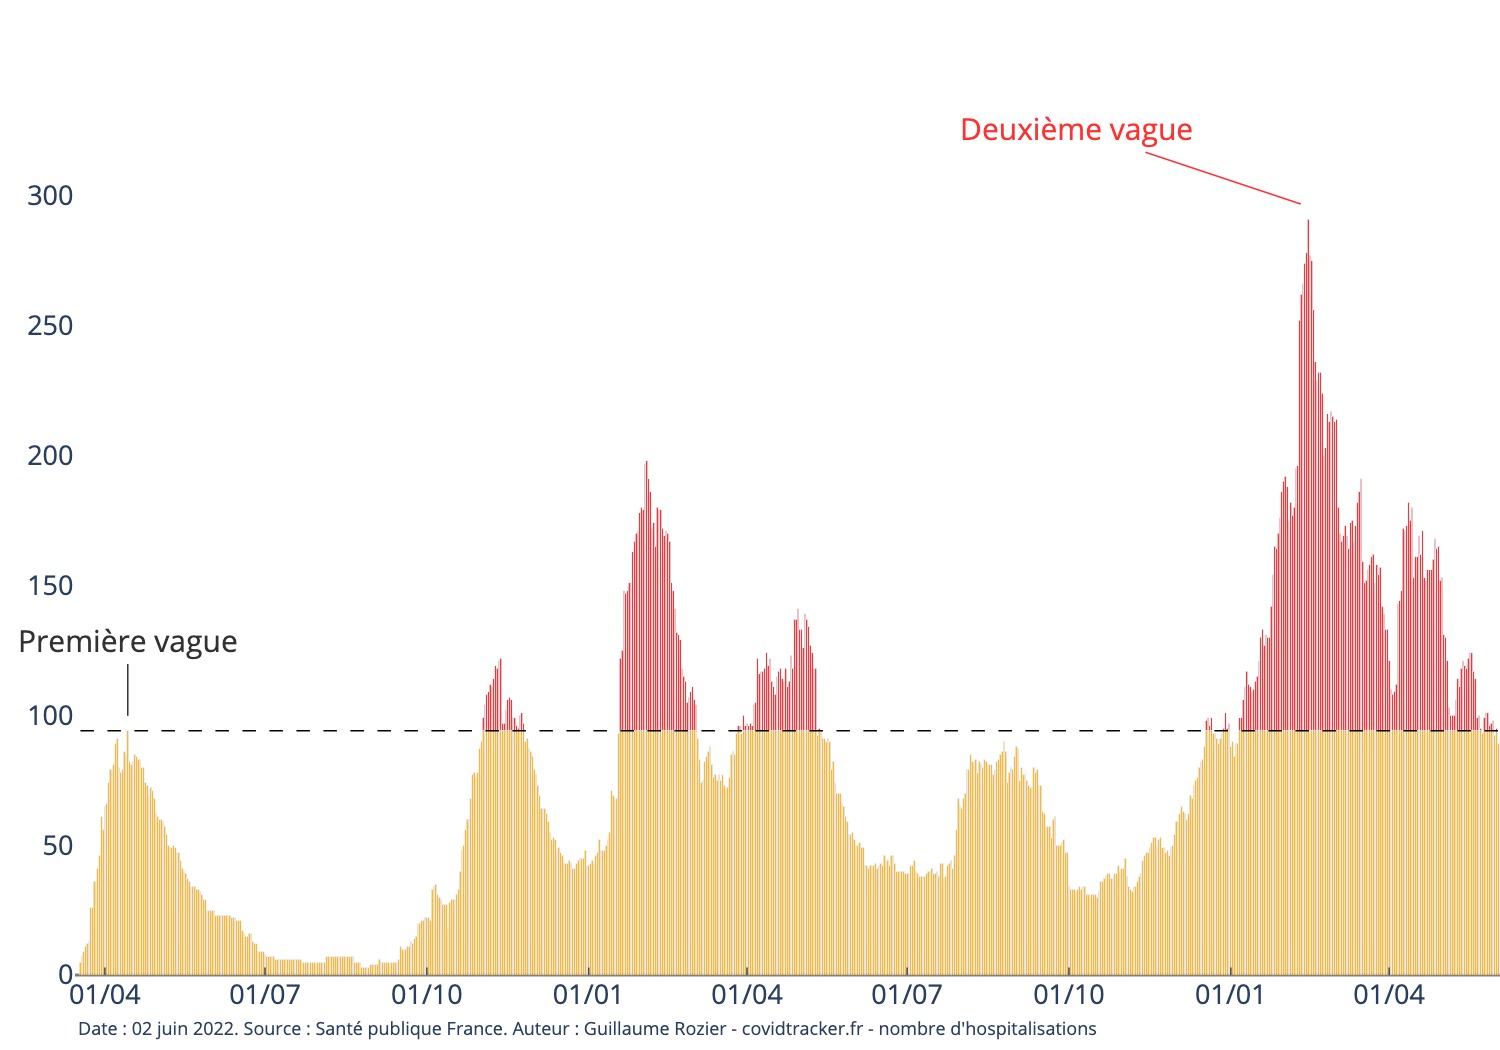 Deuxième vague
300
250
200
150
Première vague
100
50
0
01/04 01/07 01/10 01/01 01/04 01/07 01/10 01/01 01/04
Date : 02 juin 2022. Source : Santé publique France. Auteur : Guillaume Rozier - covidtracker.fr - nombre d'hospitalisations